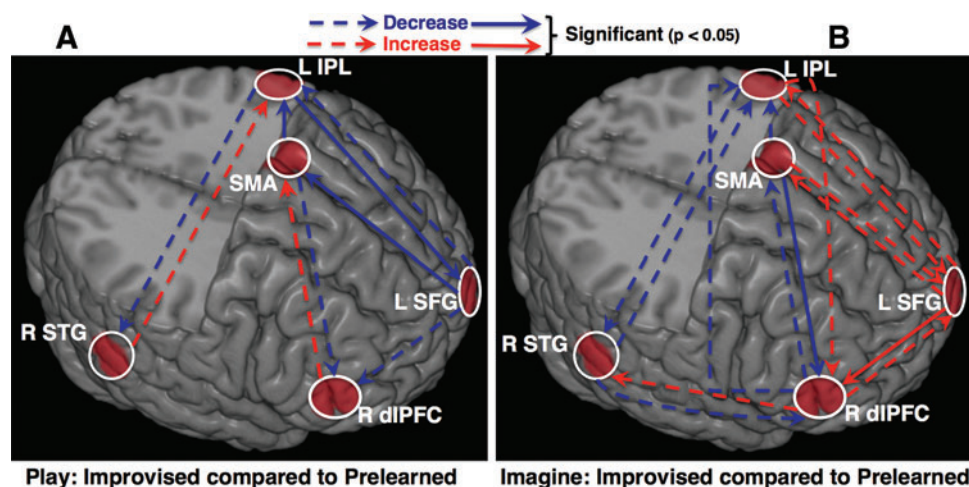 A
Decrease
Increase
Significant (p < 0.05)
B
L IPL
SMA
L SFG
R STG
R dlPFC
L IPL
SMA
L SFG
R STG
R dlPFC
Play: Improvised compared to Prelearned
Imagine: Improvised compared to Prelearned